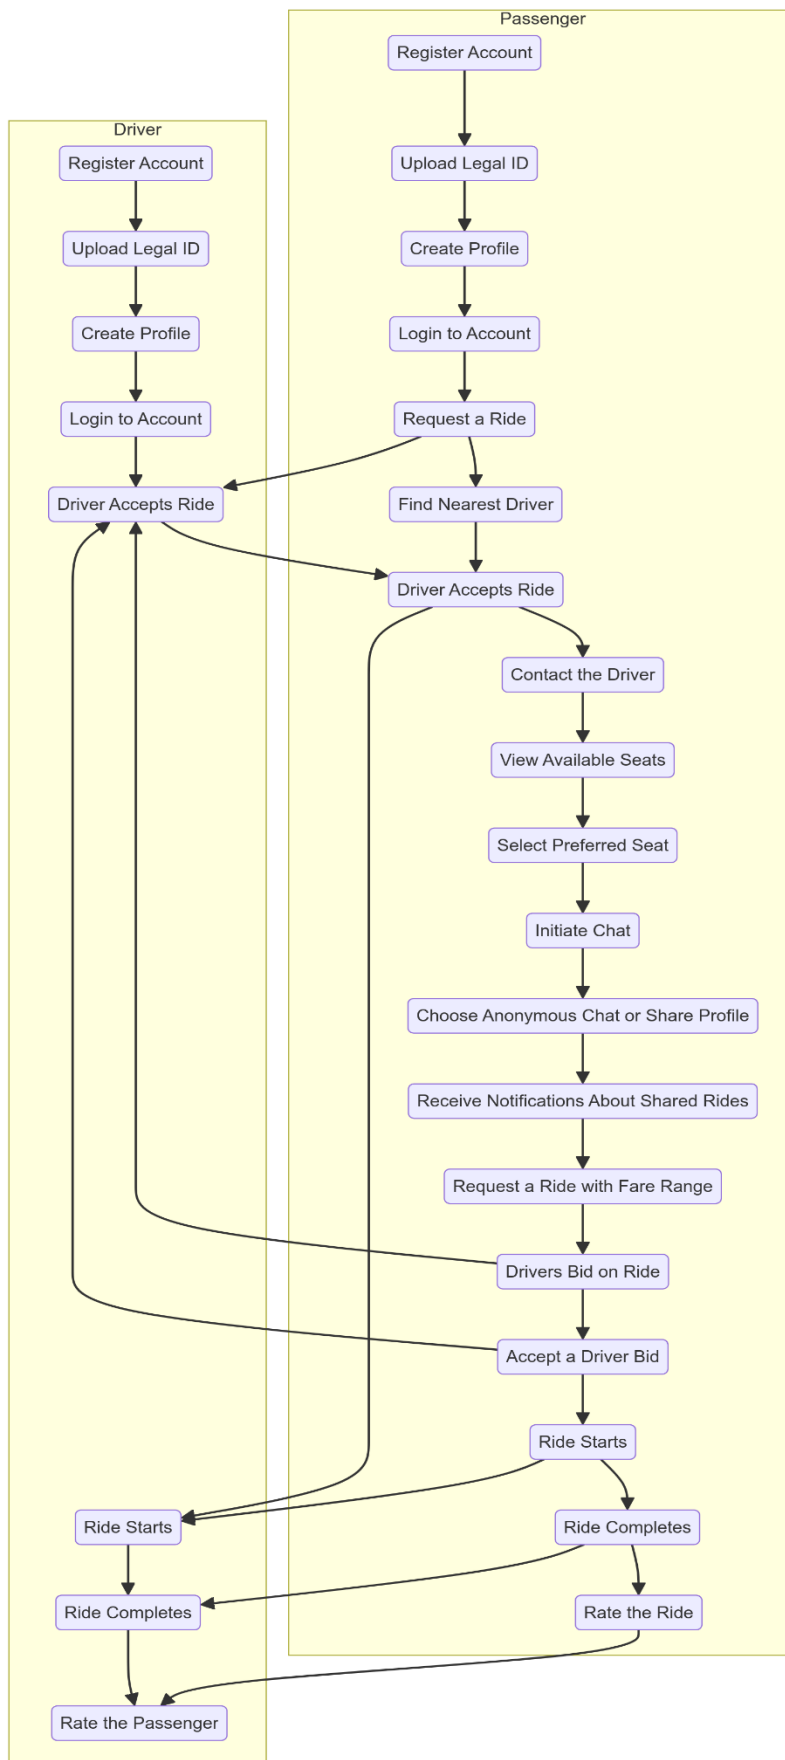 Passenger
Register Account
Upload Legal ID
Create Profile
Login to Account
Request a Ride
Find Nearest Driver
Driver Accepts Ride
Contact the Driver
View Available Seats
Select Preferred Seat
Initiate Chat
Choose Anonymous Chat or Share Profile
Receive Notifications About Shared Rides
Request a Ride with Fare Range
Drivers Bid on Ride
Accept a Driver Bid
Ride Starts
Ride Completes
Rate the Ride
Driver
Register Account
Upload Legal ID
Create Profile
Login to Account
Driver Accepts Ride
Ride Starts
Ride Completes
Rate the Passenger